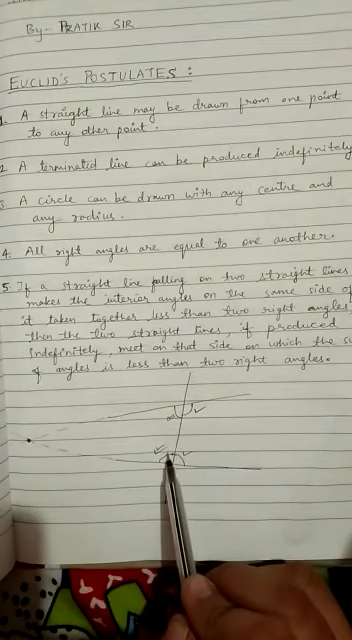 By- PRATIK SIR
EUCLID'S POSTULATES :
1. A straight line may be drawn from one point
to any other point.
2 A terminated line can be produced indefinitely
3. A circle can be drawn with any centre and
any radius.
4. All right angles are equal to one another.
5 If a straight line falling on two straight lines
makes the interior angles on the same side of
it taken together less than two right angles
then the two straight lines, if produced
indefinitely, meet on that side on which the su
of angles is less than two right angles.